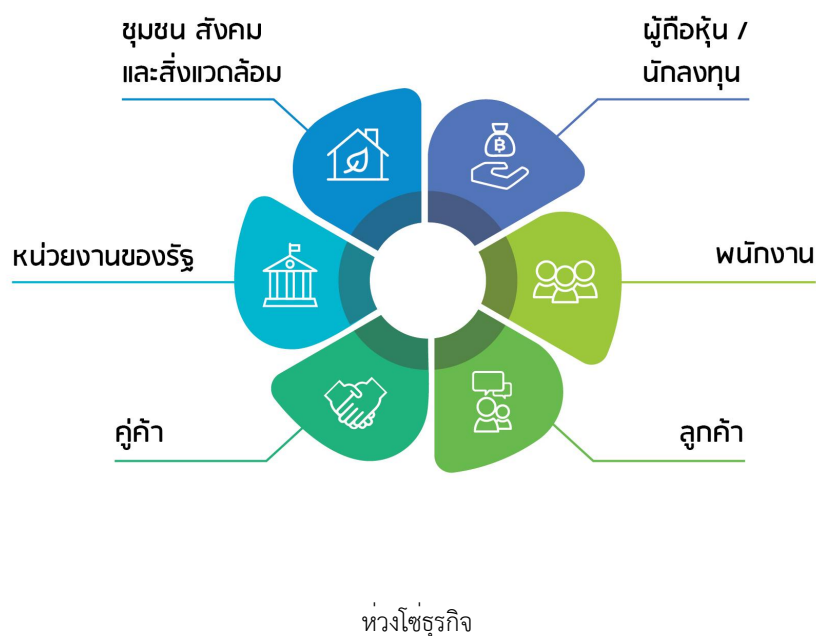 ชุมชน สังคม
และสิ่งแวดล้อม
ผู้ถือหุ้น /
นักลงทุน
หน่วยงานของรัฐ
พนักงาน
คู่ค้า
ลูกค้า
ห่วงโซ่ธุรกิจ